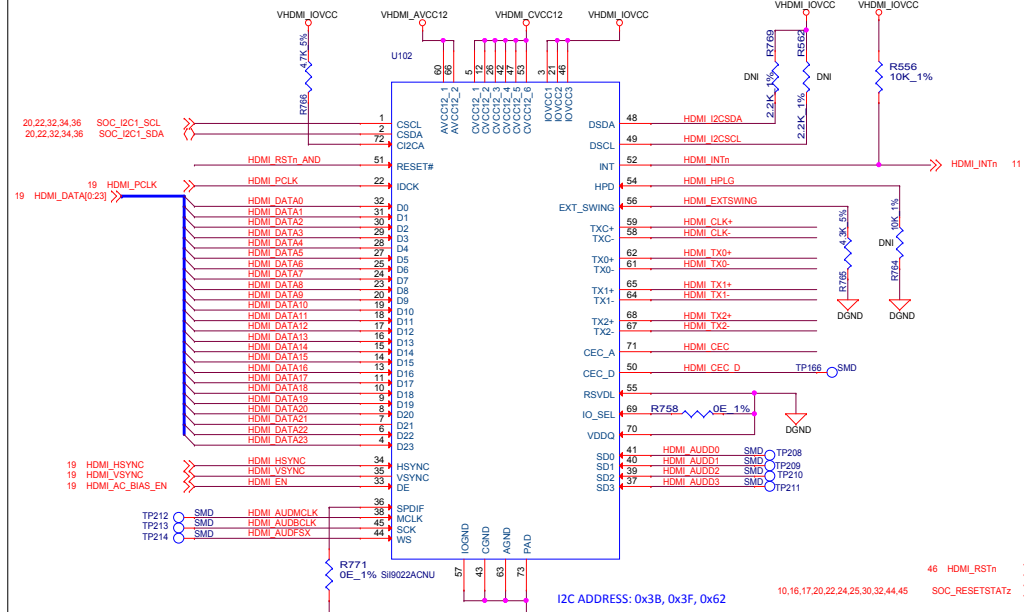 VHDMI_IOVCC
VHDMI_AVCC12
VHDMI_CVCC12
VHDMI_IOVCC
VHDMI_IOVCC
VHDMI_IOVCC
4.7K_5%
R766
U102
60
66
5
12
26
42
47
53
3
21
46
AVCC12_1
AVCC12_2
CVCC12_1
CVCC12_2
CVCC12_3
CVCC12_4
CVCC12_5
CVCC12_6
IOVCC1
IOVCC2
IOVCC3
R769
DNI
2.2K_1%
R562
DNI
2.2K_1%
R556
10K_1%
20,22,32,34,36 SOC_I2C1_SCL 1 CSCL
20,22,32,34,36 SOC_I2C1_SDA 2 CSDA
72 CI2CA
HDMI_RSTn_AND 51 RESET#
19 HDMI_PCLK HDMI_PCLK 22 IDCK
19 HDMI_DATA[0:23]
HDMI_DATA0 32 D0
HDMI_DATA1 31 D1
HDMI_DATA2 30 D2
HDMI_DATA3 29 D3
HDMI_DATA4 28 D4
HDMI_DATA5 27 D5
HDMI_DATA6 25 D6
HDMI_DATA7 24 D7
HDMI_DATA8 23 D8
HDMI_DATA9 20 D9
HDMI_DATA10 19 D10
HDMI_DATA11 18 D11
HDMI_DATA12 17 D12
HDMI_DATA13 16 D13
HDMI_DATA14 15 D14
HDMI_DATA15 14 D15
HDMI_DATA16 13 D16
HDMI_DATA17 11 D17
HDMI_DATA18 10 D18
HDMI_DATA19 9 D19
HDMI_DATA20 8 D20
HDMI_DATA21 7 D21
HDMI_DATA22 6 D22
HDMI_DATA23 4 D23
19 HDMI_HSYNC HDMI_HSYNC 34 HSYNC
19 HDMI_VSYNC HDMI_VSYNC 35 VSYNC
19 HDMI_AC_BIAS_EN HDMI_EN 33 DE
36 SPDIF
TP212 SMD HDMI_AUDMCLK 38 MCLK
TP213 SMD HDMI_AUDBCLK 45 SCK
TP214 SMD HDMI_AUDFSX 44 WS
R771
0E_1%
SiI9022ACNU
DSDA 48 HDMI_I2CSDA
DSCL 49 HDMI_I2CSCL
INT 52 HDMI_INTn HDMI_INTn 11
HPD 54 HDMI_HPLG
EXT_SWING 56 HDMI_EXTSWING
TXC+ 59 HDMI_CLK+
TXC- 58 HDMI_CLK-
TX0+ 62 HDMI_TX0+
TX0- 61 HDMI_TX0-
TX1+ 65 HDMI_TX1+
TX1- 64 HDMI_TX1-
TX2+ 68 HDMI_TX2+
TX2- 67 HDMI_TX2-
CEC_A 71 HDMI_CEC
CEC_D 50 HDMI_CEC_D TP166 SMD
RSVDL 55
IO_SEL 69 R758 0E_1%
VDDQ 70
DGND
SD0 41 HDMI_AUDD0 SMD TP208
SD1 40 HDMI_AUDD1 SMD TP209
SD2 39 HDMI_AUDD2 SMD TP210
SD3 37 HDMI_AUDD3 SMD TP211
4.3K_5%
R765
DGND
10K_1%
DNI
R764
DGND
IOGND
CGND
AGND
PAD
57
43
63
73
I2C ADDRESS: 0x3B, 0x3F, 0x62
46 HDMI_RSTn
10,16,17,20,22,24,25,30,32,44,45 SOC_RESETSTATz